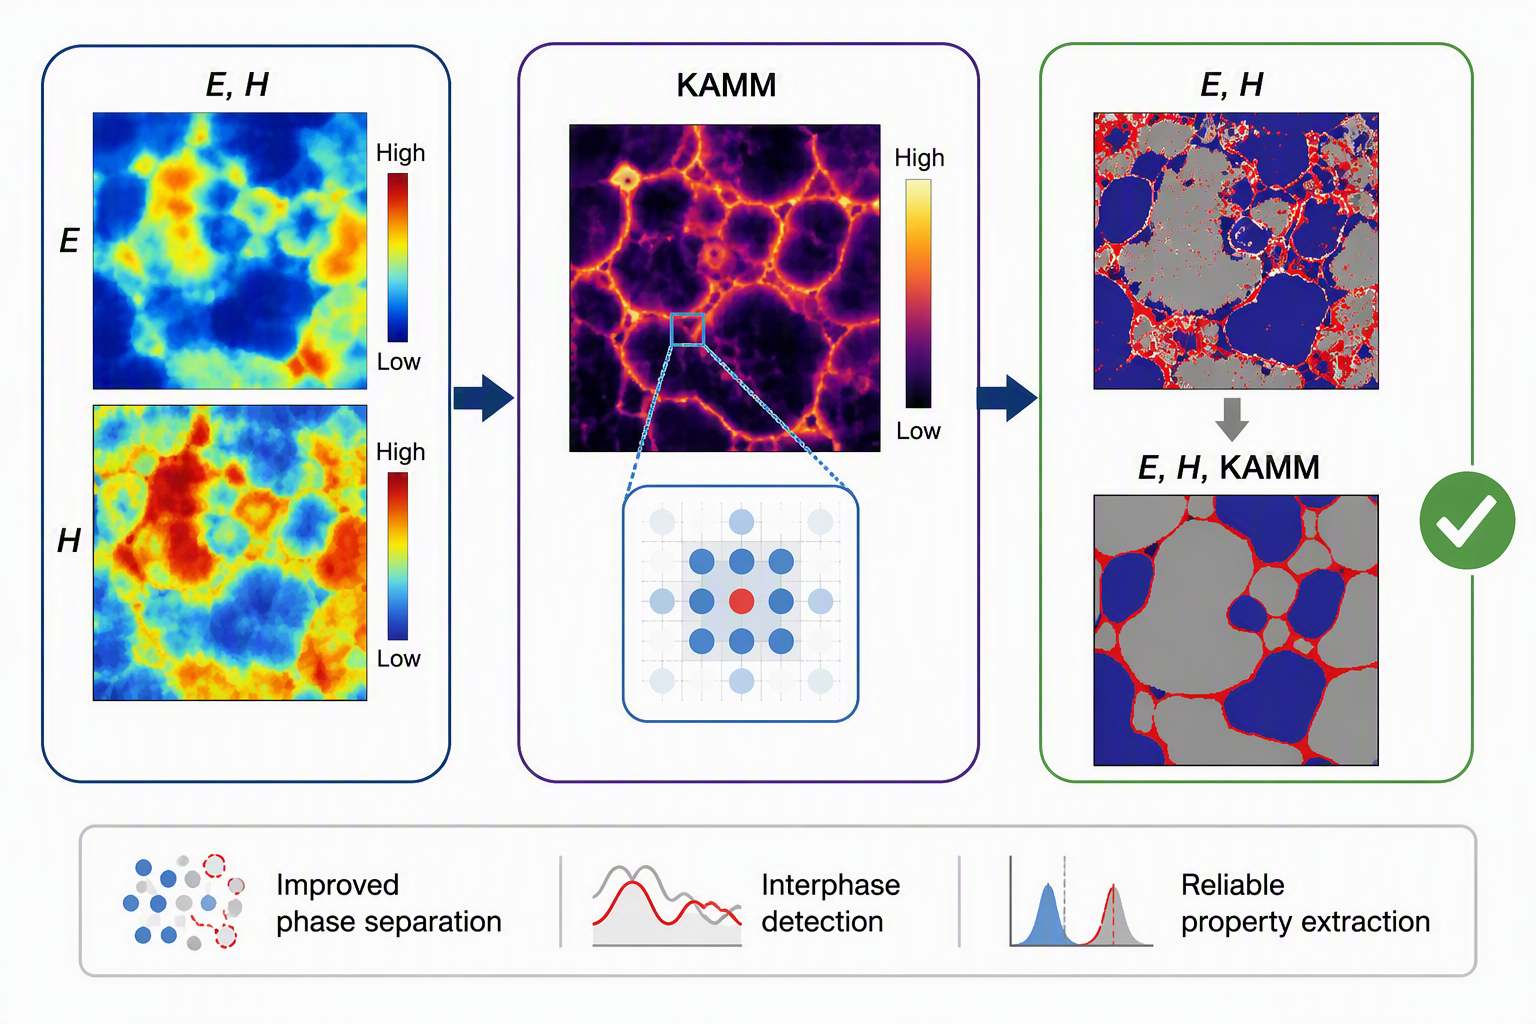 E, H
E
High
Low
H
High
Low
KAMM
High
Low
E, H
E, H, KAMM
Improved
phase separation
Interphase
detection
Reliable
property extraction